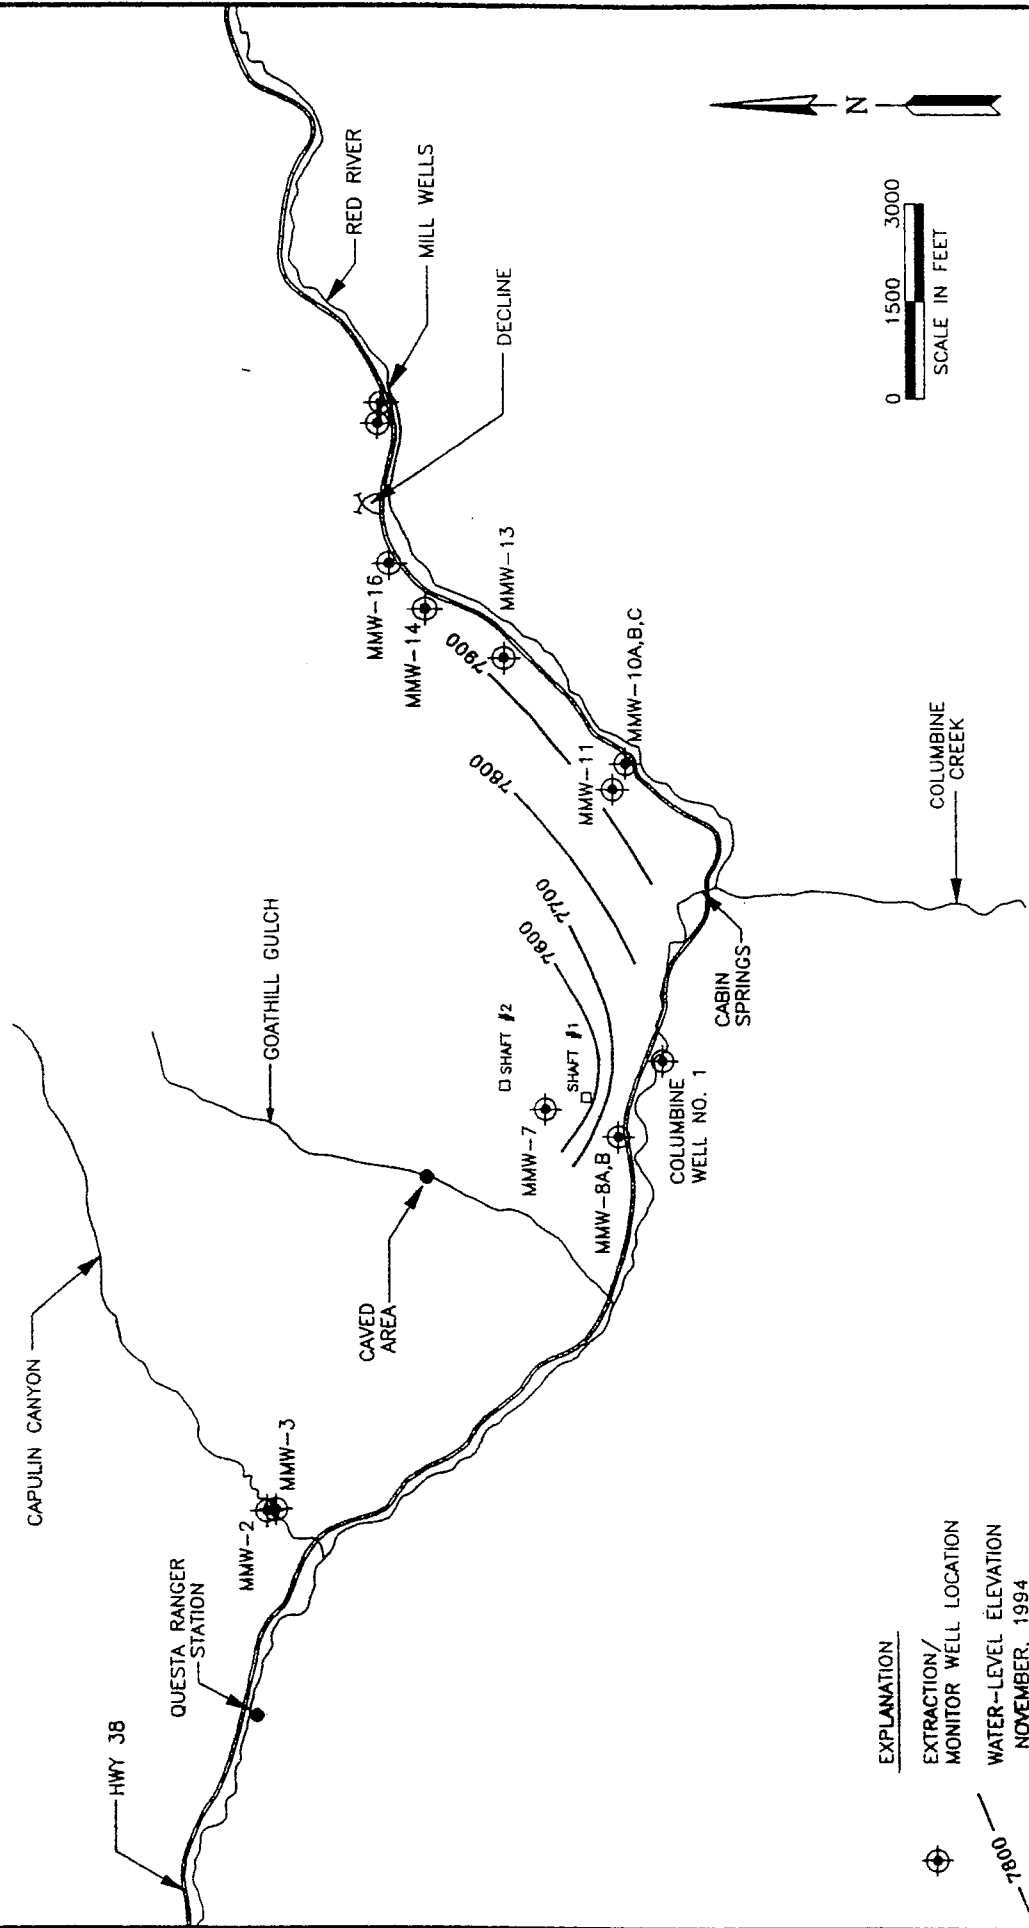 HWY 38
QUESTA RANGER
STATION
CAPULIN CANYON
MMW-2
MMW-3
CAVED
AREA
GOATHILL GULCH
MMW-7
SHAFT #2
SHAFT #1
MMW-8A,B
COLUMBINE
WELL NO. 1
7600
7700
7800
7900
CABIN
SPRINGS
COLUMBINE
CREEK
MMW-11
MMW-10A,B,C
MMW-13
MMW-14
MMW-16
DECLINE
MILL WELLS
RED RIVER
N
0 1500 3000
SCALE IN FEET
EXPLANATION
EXTRACTION/
MONITOR WELL LOCATION
7800
WATER-LEVEL ELEVATION
NOVEMBER, 1994